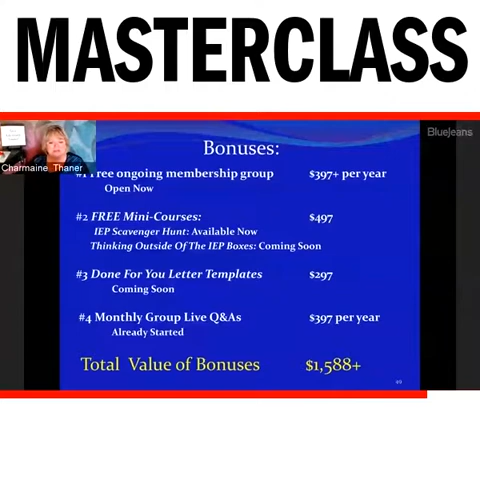 MASTERCLASS
BlueJeans
Charmaine Thaner
Bonuses:
#1 Free ongoing membership group $397+ per year
Open Now
#2 FREE Mini-Courses: $497
IEP Scavenger Hunt: Available Now
Thinking Outside Of The IEP Boxes: Coming Soon
#3 Done For You Letter Templates $297
Coming Soon
#4 Monthly Group Live Q&As $397 per year
Already Started
Total Value of Bonuses $1,588+